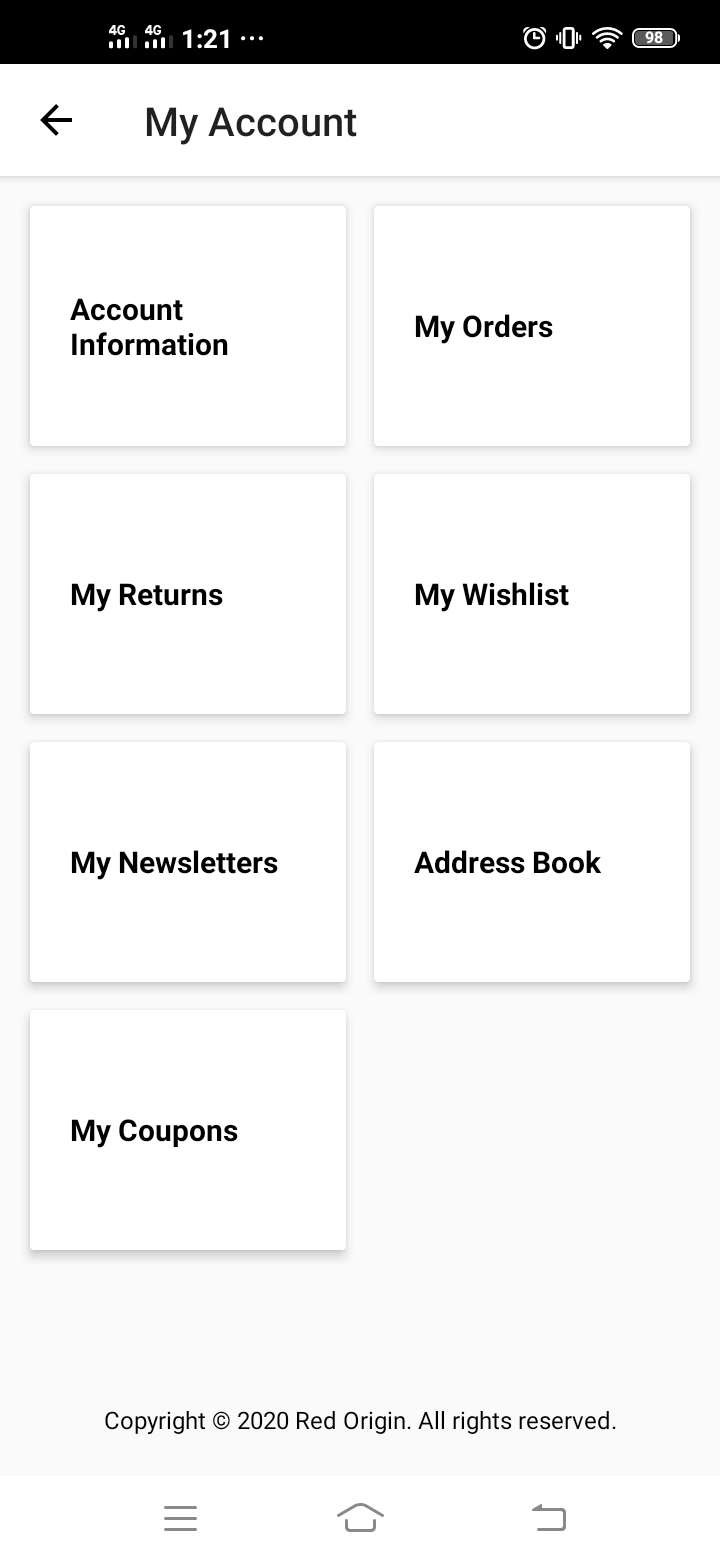 4G 4G 1:21 ... 98
My Account
Account
Information
My Orders
My Returns
My Wishlist
My Newsletters
Address Book
My Coupons
Copyright © 2020 Red Origin. All rights reserved.